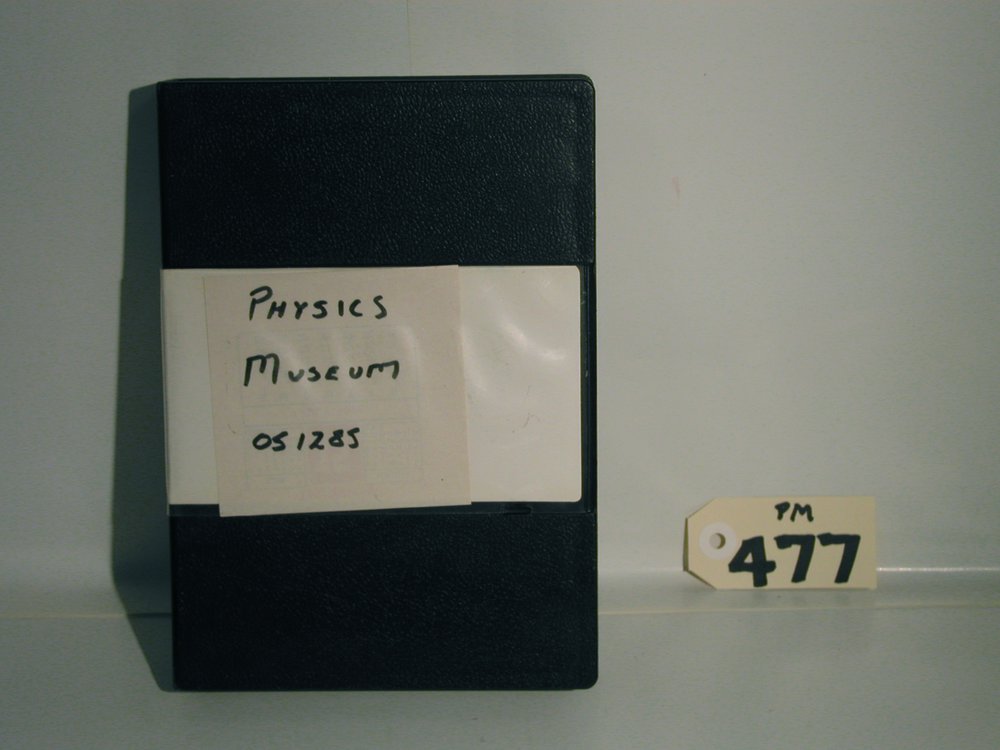 PHYSICS
MUSEUM
051285
PM
477